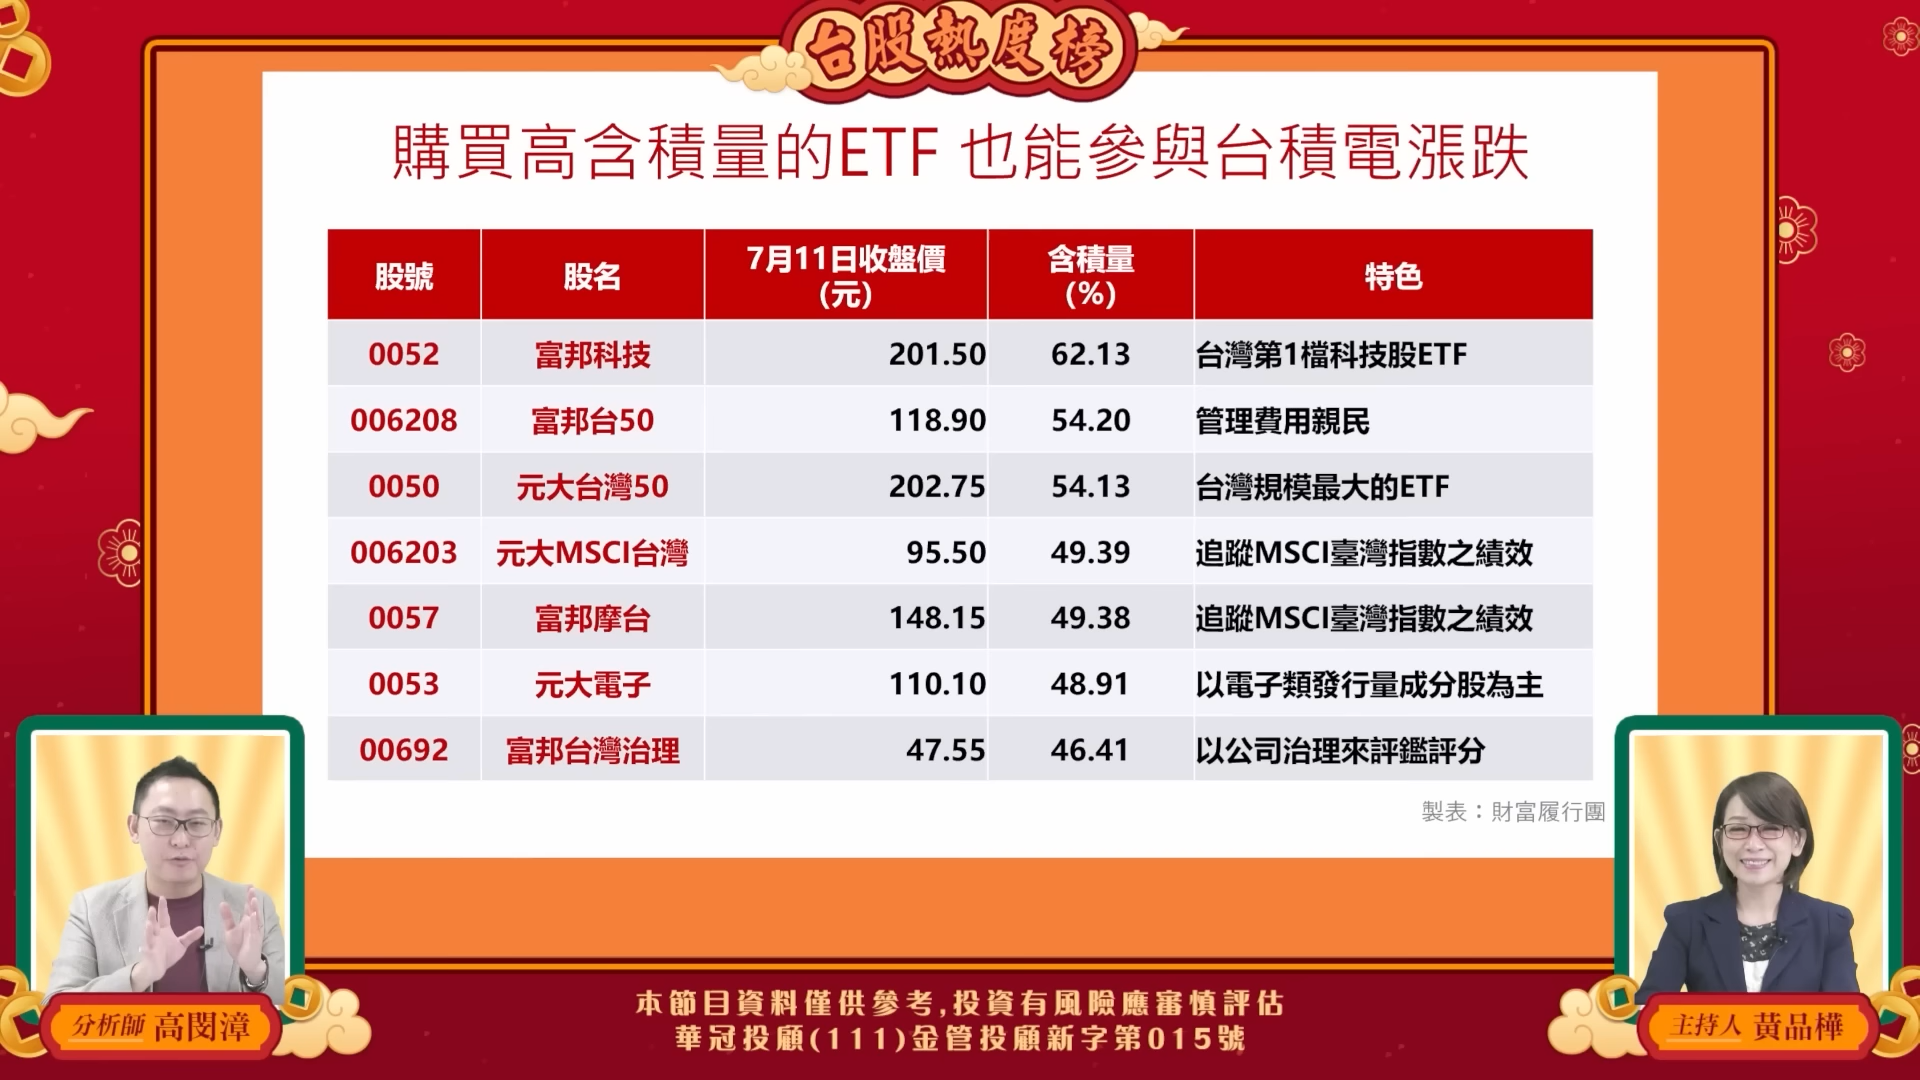 台股熱度榜
購買高含積量的ETF 也能參與台積電漲跌
股號 股名 7月11日收盤價(元) 含積量(%) 特色
0052 富邦科技 201.50 62.13 台灣第1檔科技股ETF
006208 富邦台50 118.90 54.20 管理費用親民
0050 元大台灣50 202.75 54.13 台灣規模最大的ETF
006203 元大MSCI台灣 95.50 49.39 追蹤MSCI臺灣指數之績效
0057 富邦摩台 148.15 49.38 追蹤MSCI臺灣指數之績效
0053 元大電子 110.10 48.91 以電子類發行量成分股為主
00692 富邦台灣治理 47.55 46.41 以公司治理來評鑑評分
製表：財富履行團
分析師 高閔漳
主持人 黃品樺
本節目資料僅供參考,投資有風險應審慎評估
華冠投顧(111)金管投顧新字第015號